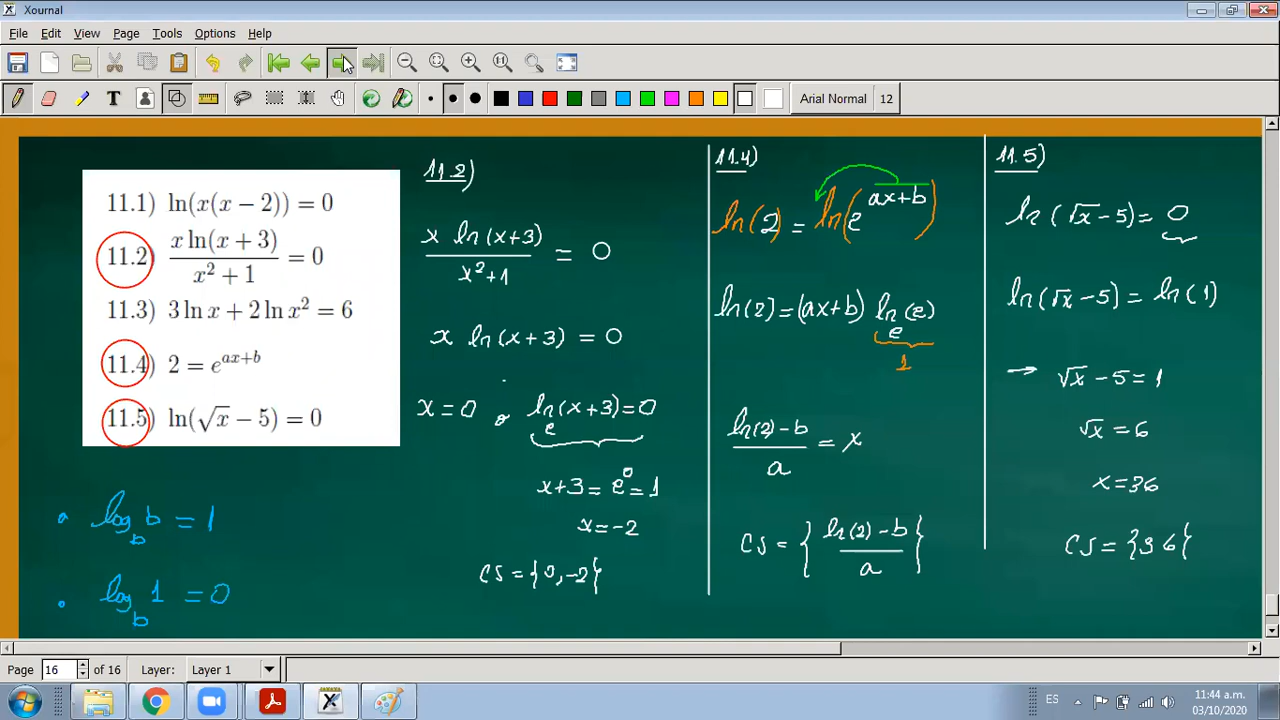 Xournal
File Edit View Page Tools Options Help
Arial Normal 12
11.1) ln(x(x − 2)) = 0
11.2) x ln(x + 3) / x² + 1 = 0
11.3) 3 ln x + 2 ln x² = 6
11.4) 2 = e^{ax+b}
11.5) ln(√x − 5) = 0
log_b b = 1
log_b 1 = 0
11.2)
x ln(x+3) / x²+1 = 0
x ln(x+3) = 0
x=0 o ln_e(x+3)=0
x+3 = e⁰ = 1
x=-2
CS = {0,-2}
11.4)
ln(2) = ln(e^{ax+b})
ln(2) = (ax+b) ln_e(e)
1
ln(2)-b / a = x
CS = { ln(2)-b / a }
11.5)
ln(√x-5) = 0
ln(√x-5) = ln(1)
→ √x-5=1
√x = 6
x=36
CS = {36}
Page 16 of 16 Layer: Layer 1
ES 11:44 a.m.
03/10/2020